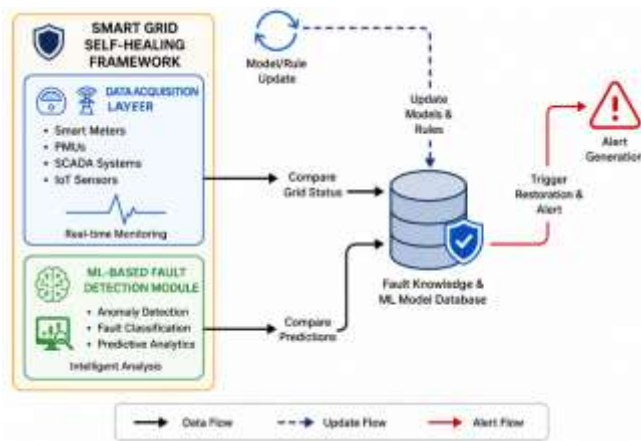 SMART GRID
SELF-HEALING
FRAMEWORK
DATA ACQUISITION
LAYEER
• Smart Meters
• PMUs
• SCADA Systems
• IoT Sensors
Real-time Monitoring
ML-BASED FAULT
DETECTION MODULE
• Anomaly Detection
• Fault Classification
• Predictive Analytics
Intelligent Analysis
Model/Rule
Update
Update
Models &
Rules
Compare
Grid Status
Compare
Predictions
Fault Knowledge &
ML Model Database
Trigger
Restoration &
Alert
Alert
Generation
Data Flow
Update Flow
Alert Flow